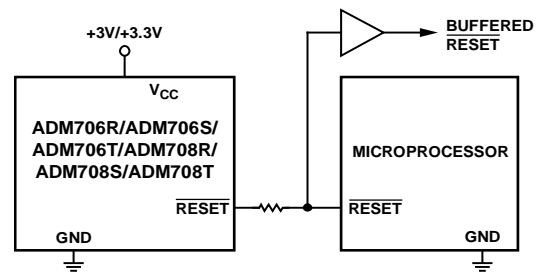 +3V/+3.3V
BUFFERED
RESET
VCC
ADM706R/ADM706S/
ADM706T/ADM708R/
ADM708S/ADM708T
MICROPROCESSOR
RESET
RESET
GND
GND